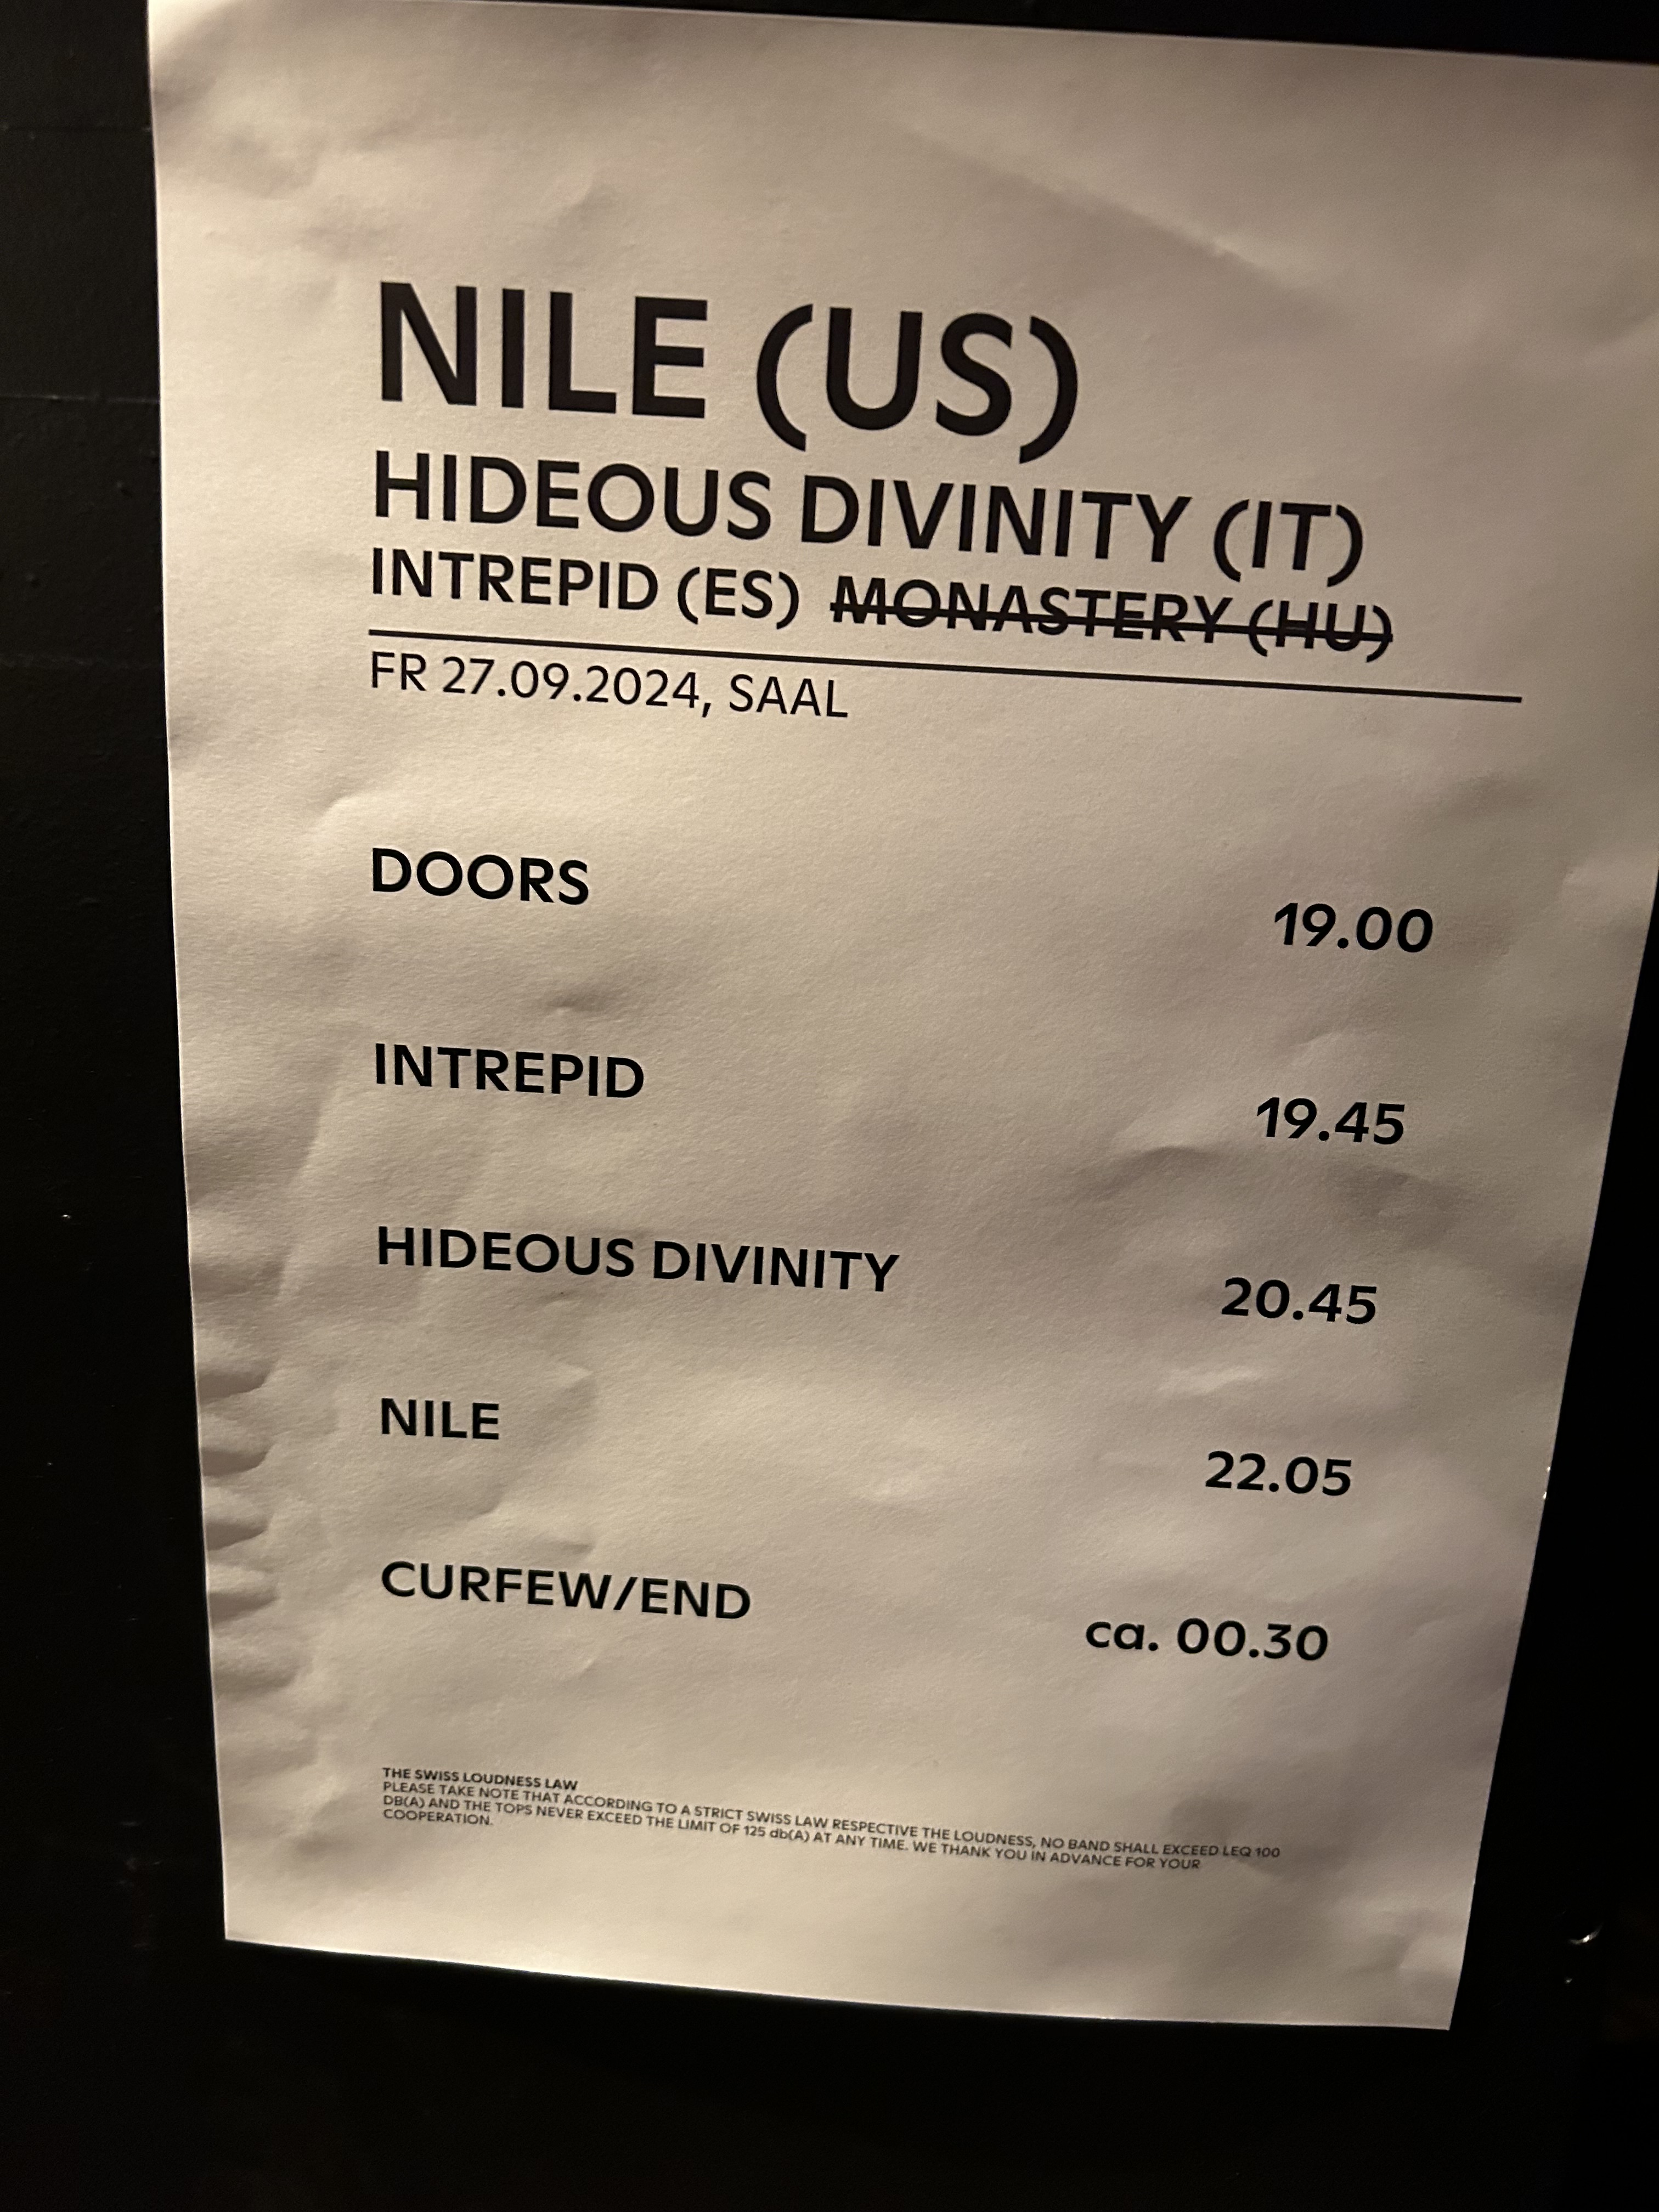 NILE (US)
HIDEOUS DIVINITY (IT)
INTREPID (ES) MONASTERY (HU)
FR 27.09.2024, SAAL
DOORS 19.00
INTREPID 19.45
HIDEOUS DIVINITY 20.45
NILE 22.05
CURFEW/END ca. 00.30
THE SWISS LOUDNESS LAW
PLEASE TAKE NOTE THAT ACCORDING TO A STRICT SWISS LAW RESPECTIVE THE LOUDNESS, NO BAND SHALL EXCEED LEQ 100
DB(A) AND THE TOPS NEVER EXCEED THE LIMIT OF 125 db(A) AT ANY TIME. WE THANK YOU IN ADVANCE FOR YOUR
COOPERATION.